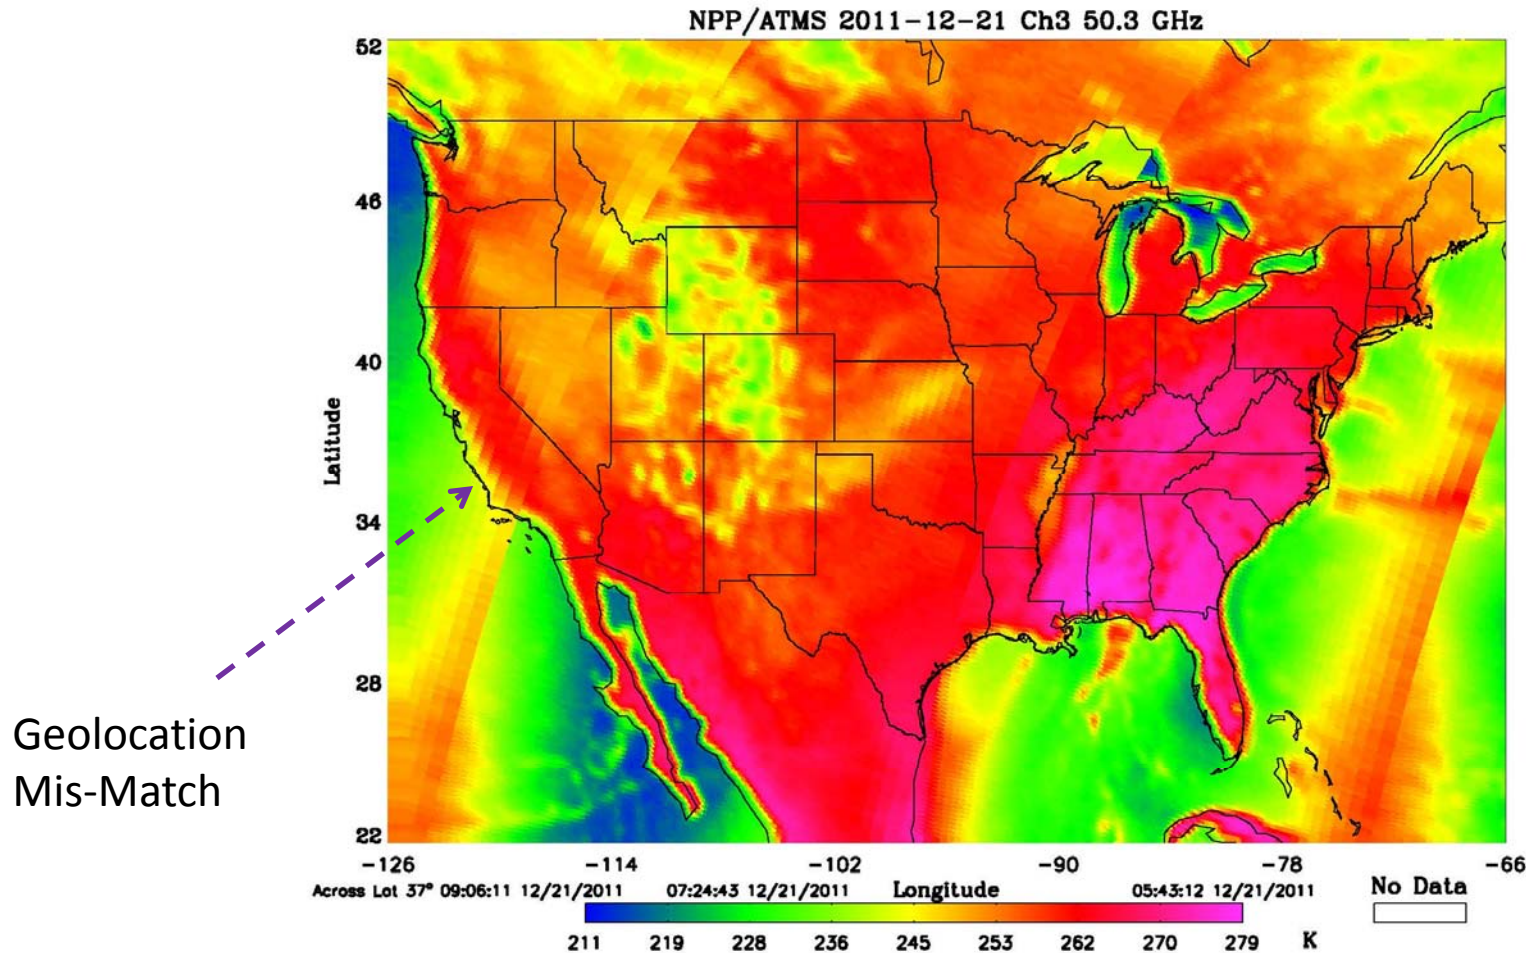 NPP/ATMS 2011-12-21 Ch3 50.3 GHz
52
46
40
34
28
22
Latitude
Geolocation
Mis-Match
-126 -114 -102 -90 -78 -66
Across Lot 37° 09:06:11 12/21/2011 07:24:43 12/21/2011 Longitude 05:43:12 12/21/2011 No Data
211 219 228 236 245 253 262 270 279 K